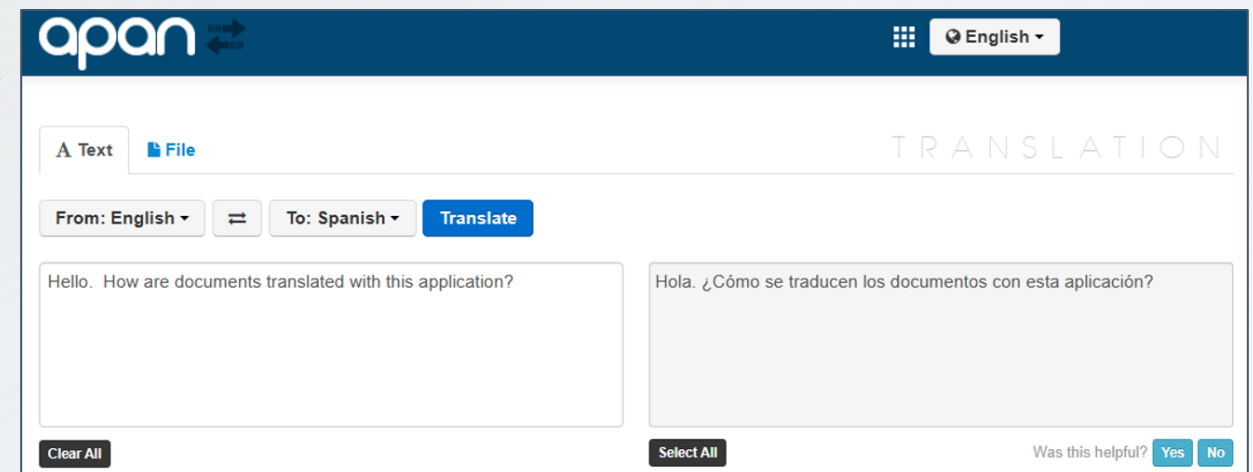 apan
English
A Text
File
TRANSLATION
From: English
To: Spanish
Translate
Hello.  How are documents translated with this application?
Hola. ¿Cómo se traducen los documentos con esta aplicación?
Clear All
Select All
Was this helpful? Yes No